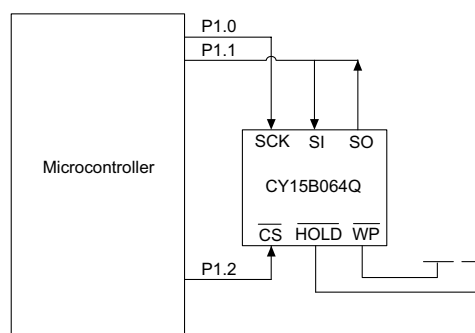 P1.0
P1.1
SCK SI SO
Microcontroller
CY15B064Q
CS HOLD WP
P1.2